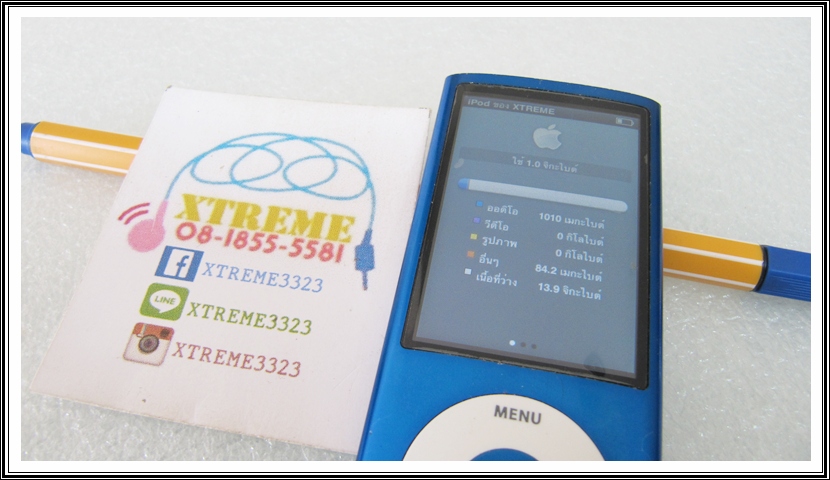 XTREME
08-1855-5581
XTREME3323
LINE
XTREME3323
XTREME3323
iPod ของ XTREME
ใช้ 1.0 จิกะไบต์
ออดิโอ 1010 เมกะไบต์
วีดีโอ 0 กิโลไบต์
รูปภาพ 0 กิโลไบต์
อื่นๆ 84.2 เมกะไบต์
เนื้อที่ว่าง 13.9 จิกะไบต์
MENU